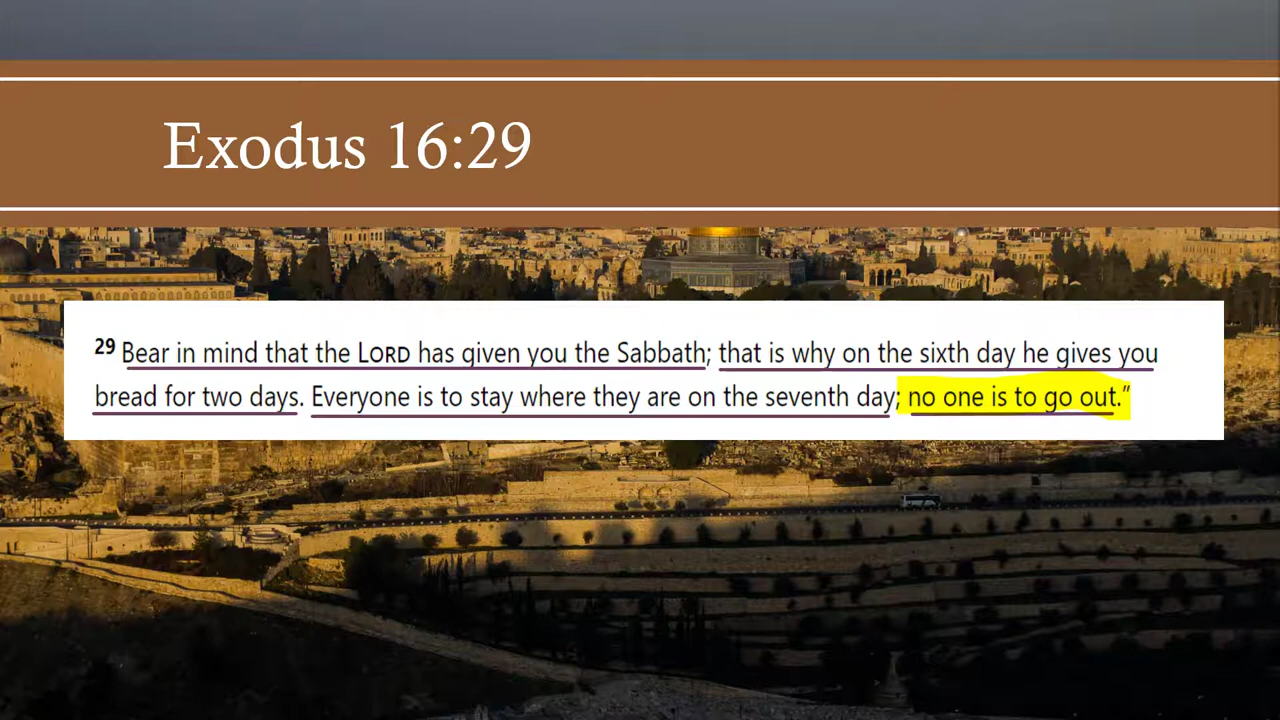 Exodus 16:29
29 Bear in mind that the LORD has given you the Sabbath; that is why on the sixth day he gives you
bread for two days. Everyone is to stay where they are on the seventh day; no one is to go out.”